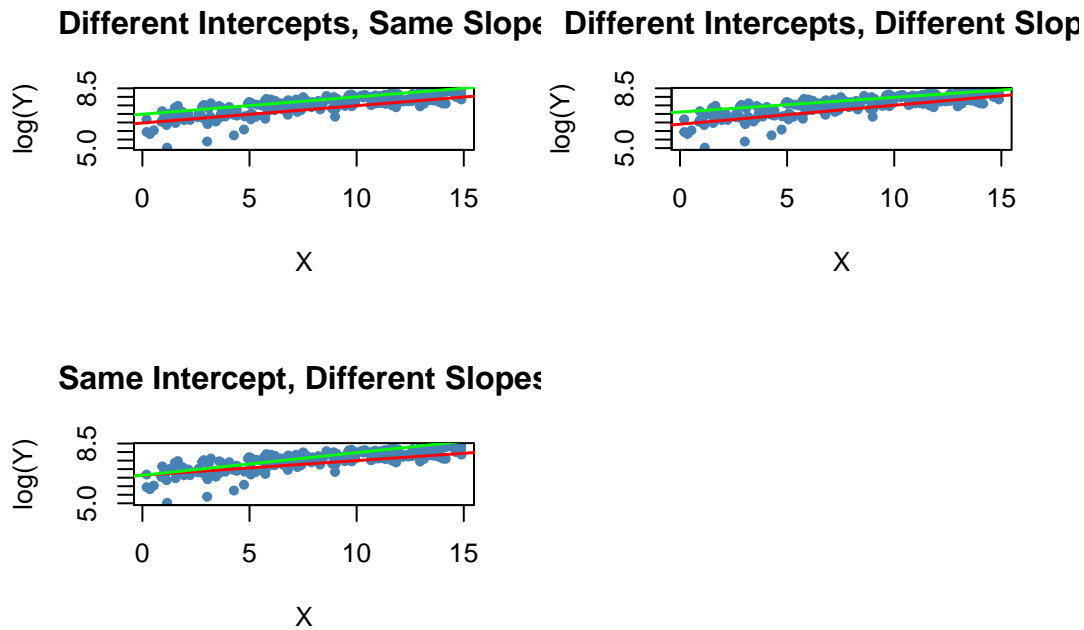 Different Intercepts, Same Slope
log(Y)
5.0 8.5
0 5 10 15
X
Different Intercepts, Different Slop
log(Y)
5.0 8.5
0 5 10 15
X
Same Intercept, Different Slopes
log(Y)
5.0 8.5
0 5 10 15
X